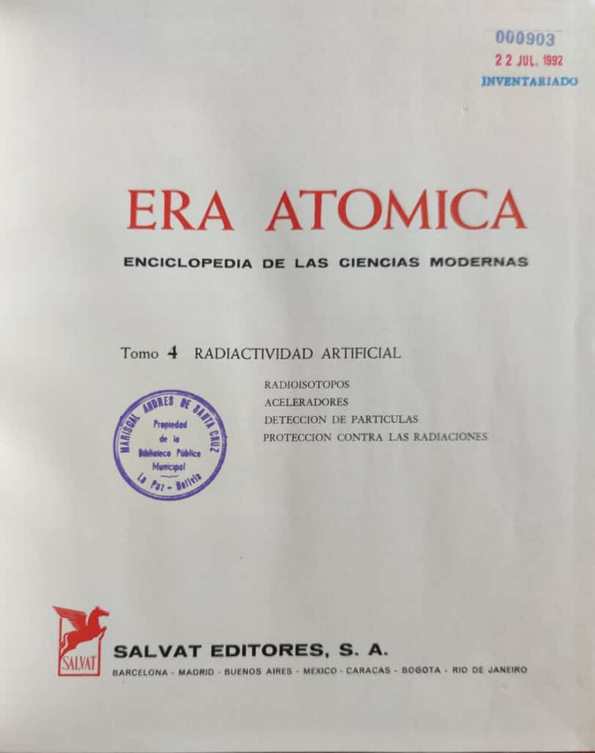 000903
22 JUL. 1992
INVENTARIADO
ERA ATOMICA
ENCICLOPEDIA DE LAS CIENCIAS MODERNAS
Tomo 4 RADIACTIVIDAD ARTIFICIAL
RADIOISOTOPOS
ACELERADORES
DETECCION DE PARTICULAS
PROTECCION CONTRA LAS RADIACIONES
MARISCAL ANDRES DE SANTA CRUZ
Propiedad
de la
Biblioteca Pública
Municipal
La Paz - Bolivia
SALVAT
SALVAT EDITORES, S. A.
BARCELONA - MADRID - BUENOS AIRES - MEXICO - CARACAS - BOGOTA - RIO DE JANEIRO